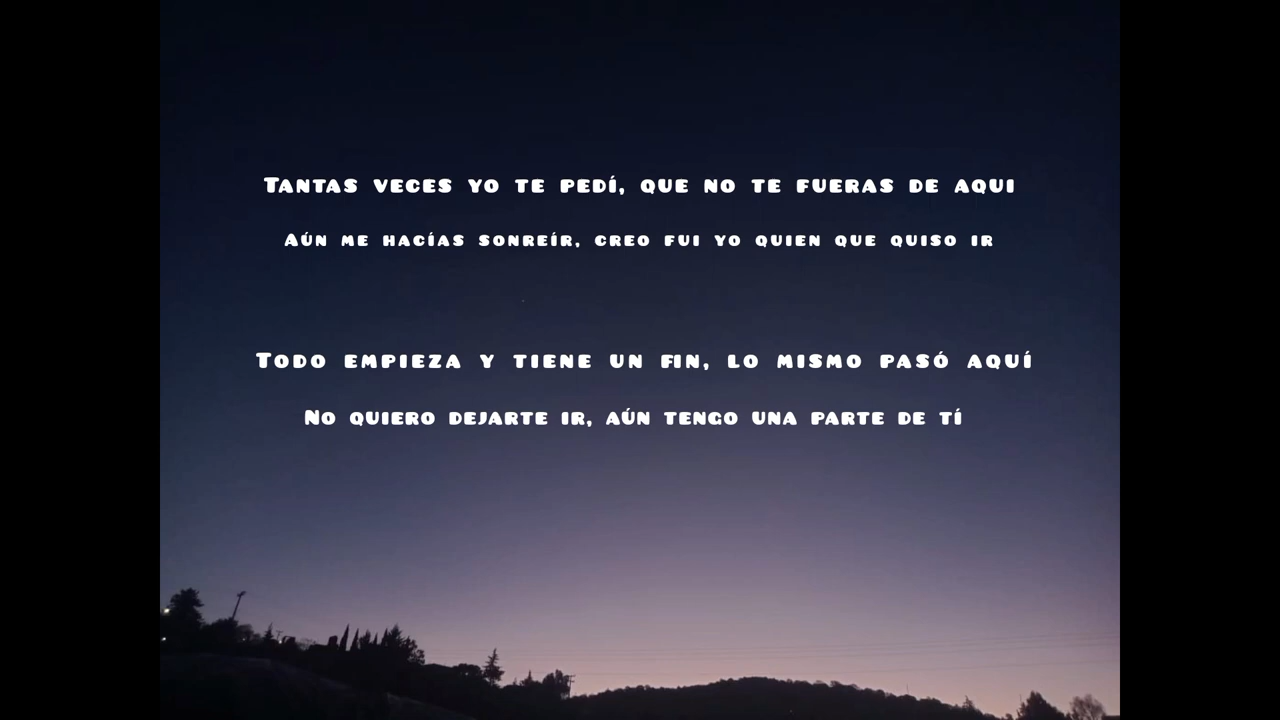 Tantas veces yo te pedí, que no te fueras de aqui
Aún me hacías sonreír, creo fui yo quien que quiso ir
Todo empieza y tiene un fin, lo mismo pasó aquí
No quiero dejarte ir, aún tengo una parte de tí